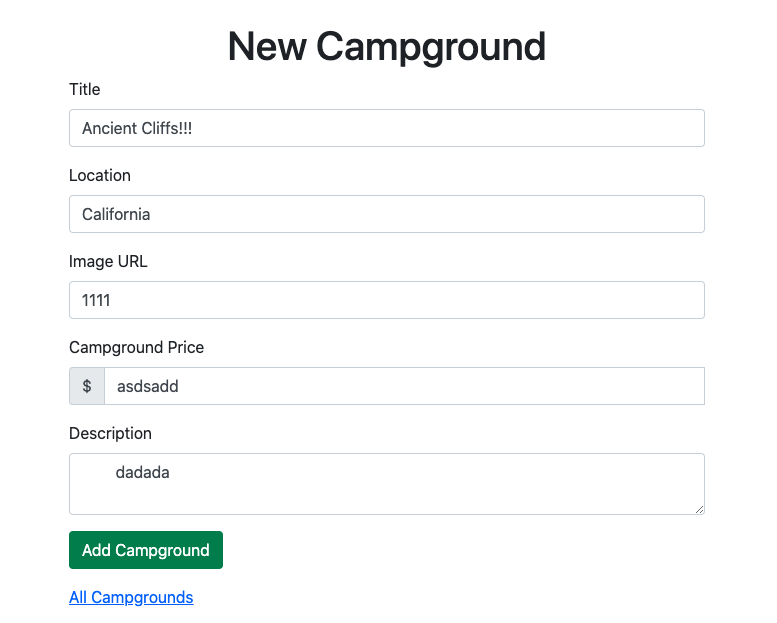 New Campground
Title
Ancient Cliffs!!!
Location
California
Image URL
1111
Campground Price
$ asdsadd
Description
dadada
Add Campground
All Campgrounds